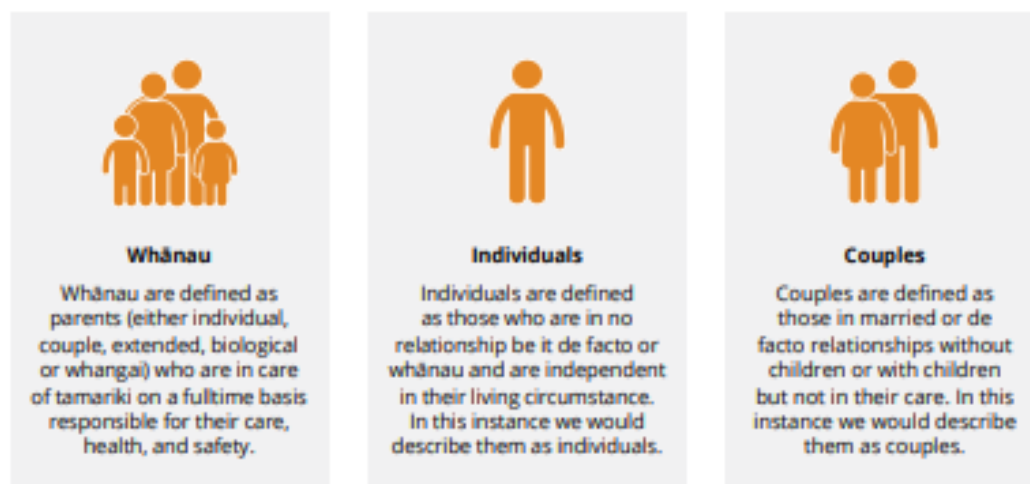 Whānau
Whānau are defined as
parents (either individual,
couple, extended, biological
or whangai) who are in care
of tamariki on a fulltime basis
responsible for their care,
health, and safety.
Individuals
Individuals are defined
as those who are in no
relationship be it de facto or
whānau and are independent
in their living circumstance.
In this instance we would
describe them as individuals.
Couples
Couples are defined as
those in married or de
facto relationships without
children or with children
but not in their care. In this
instance we would describe
them as couples.